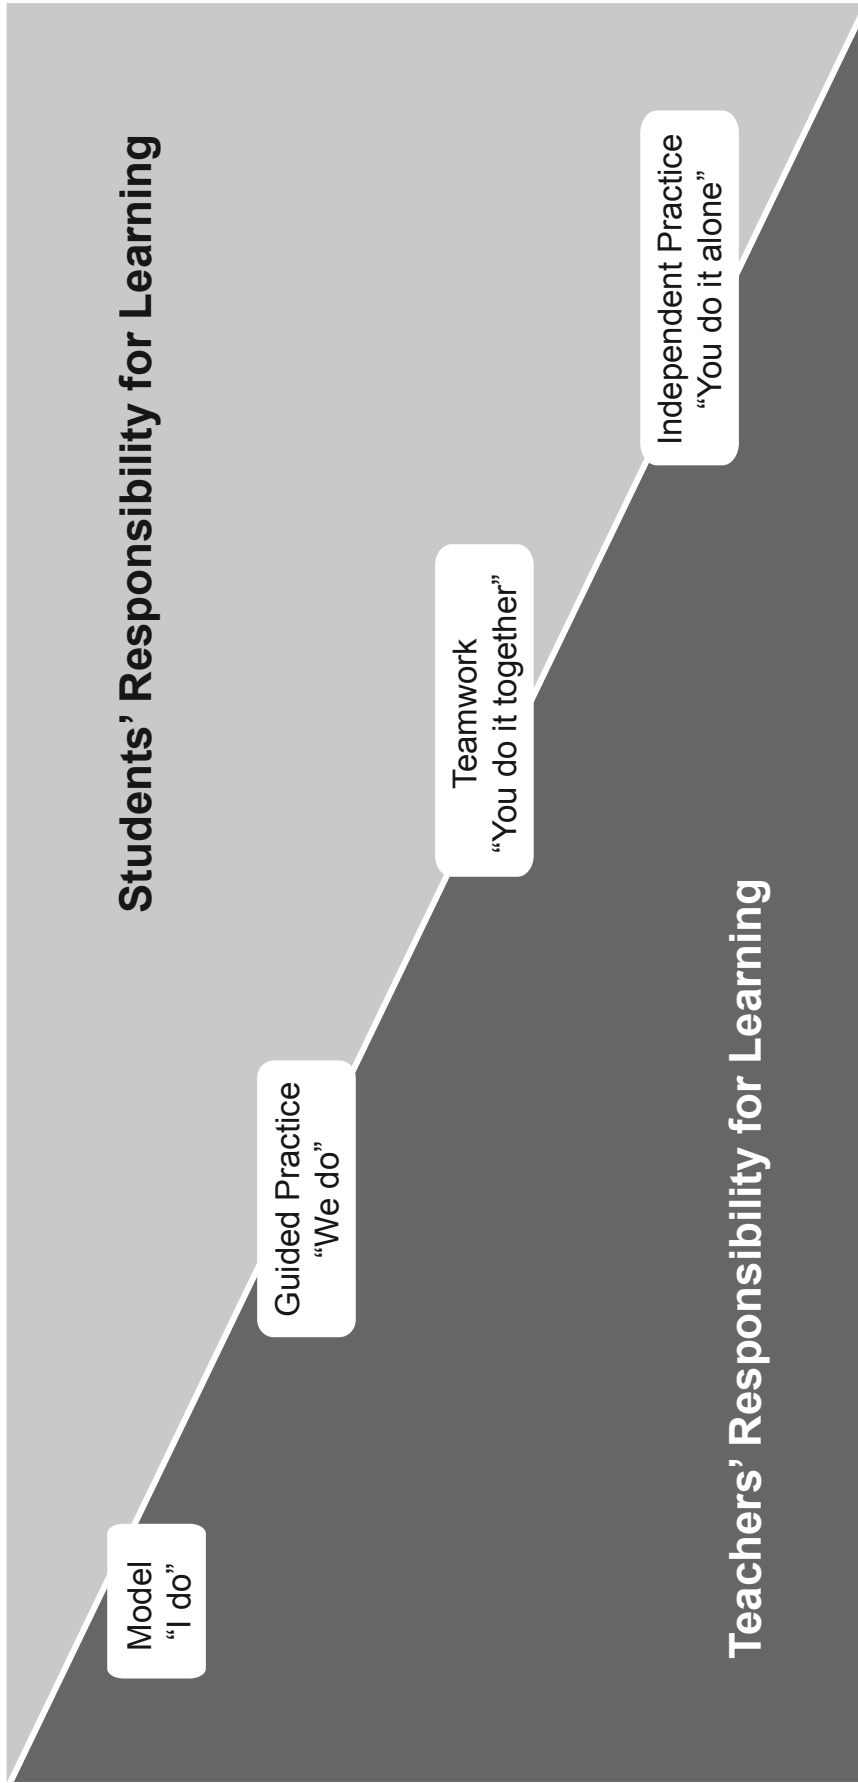 Students’ Responsibility for Learning
Model
“I do”
Guided Practice
“We do”
Teamwork
“You do it together”
Independent Practice
“You do it alone”
Teachers’ Responsibility for Learning